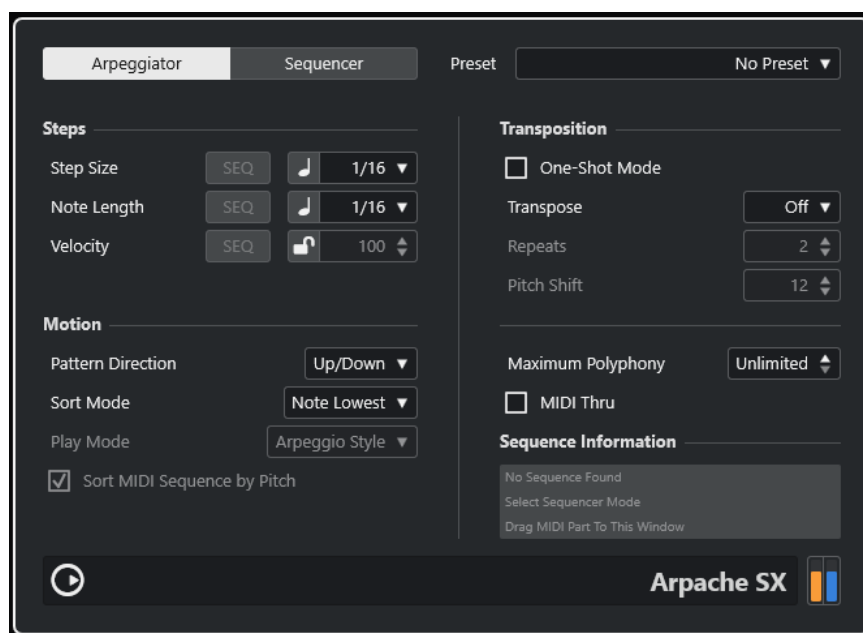 Arpeggiator Sequencer Preset No Preset
Steps
Step Size SEQ 1/16
Note Length SEQ 1/16
Velocity SEQ 100
Motion
Pattern Direction Up/Down
Sort Mode Note Lowest
Play Mode Arpeggio Style
Sort MIDI Sequence by Pitch
Transposition
One-Shot Mode
Transpose Off
Repeats 2
Pitch Shift 12
Maximum Polyphony Unlimited
MIDI Thru
Sequence Information
No Sequence Found
Select Sequencer Mode
Drag MIDI Part To This Window
Arpache SX